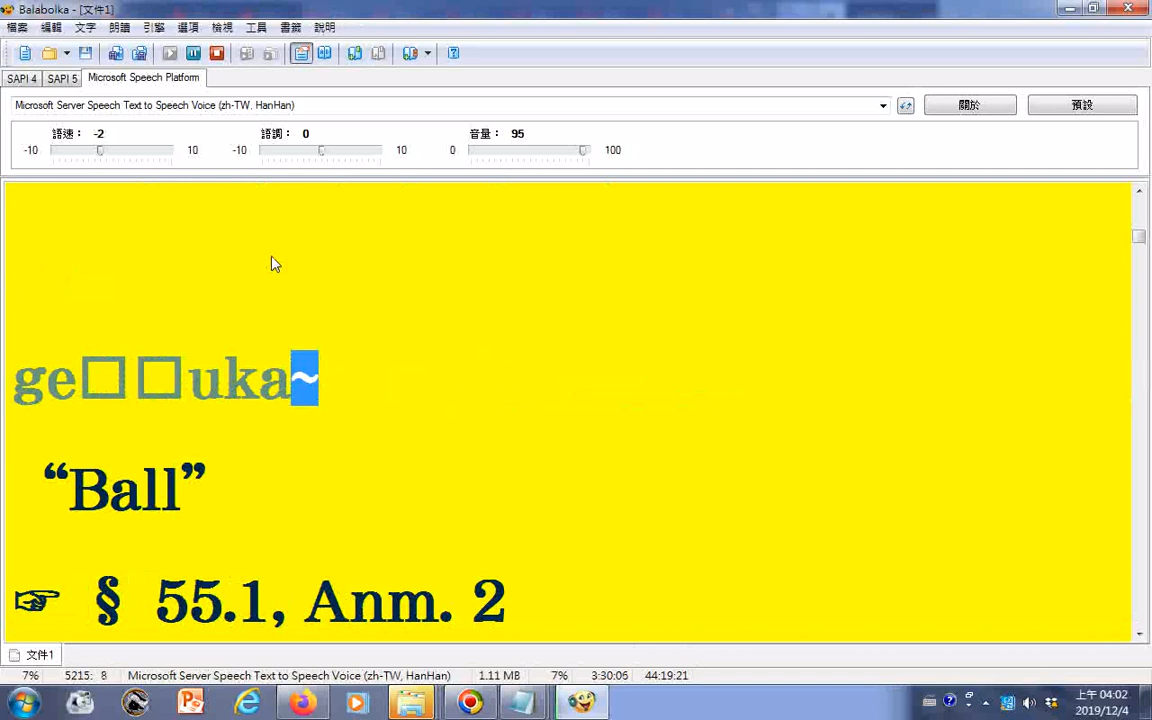 Balabolka - [文件1]
檔案 編輯 文字 朗讀 引擎 選項 檢視 工具 書籤 說明
SAPI 4 SAPI 5 Microsoft Speech Platform
Microsoft Server Speech Text to Speech Voice (zh-TW, HanHan) 關於 預設
語速： -2 語調： 0 音量： 95
-10 10 -10 10 0 100
ge□□uka~
“Ball”
☞ § 55.1, Anm. 2
文件1
7% 5215: 8 Microsoft Server Speech Text to Speech Voice (zh-TW, HanHan) 1.11 MB 7% 3:30:06 44:19:21
上午 04:02
2019/12/4